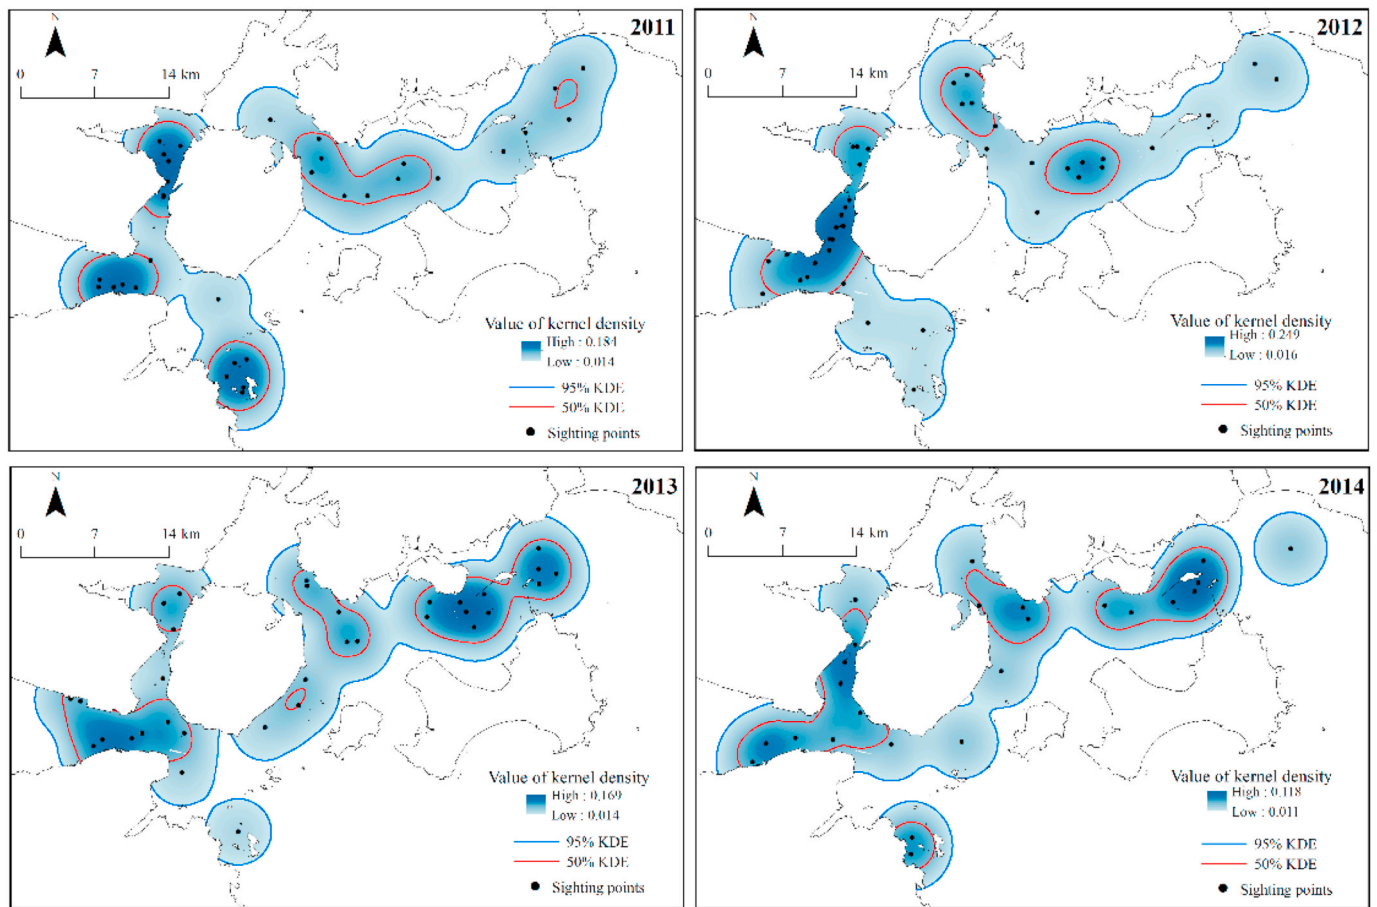 N
2011
0 7 14 km
Value of kernel density
High : 0.184
Low : 0.014
95% KDE
50% KDE
Sighting points
N
2012
0 7 14 km
Value of kernel density
High : 0.249
Low : 0.016
95% KDE
50% KDE
Sighting points
N
2013
0 7 14 km
Value of kernel density
High : 0.169
Low : 0.014
95% KDE
50% KDE
Sighting points
N
2014
0 7 14 km
Value of kernel density
High : 0.118
Low : 0.011
95% KDE
50% KDE
Sighting points